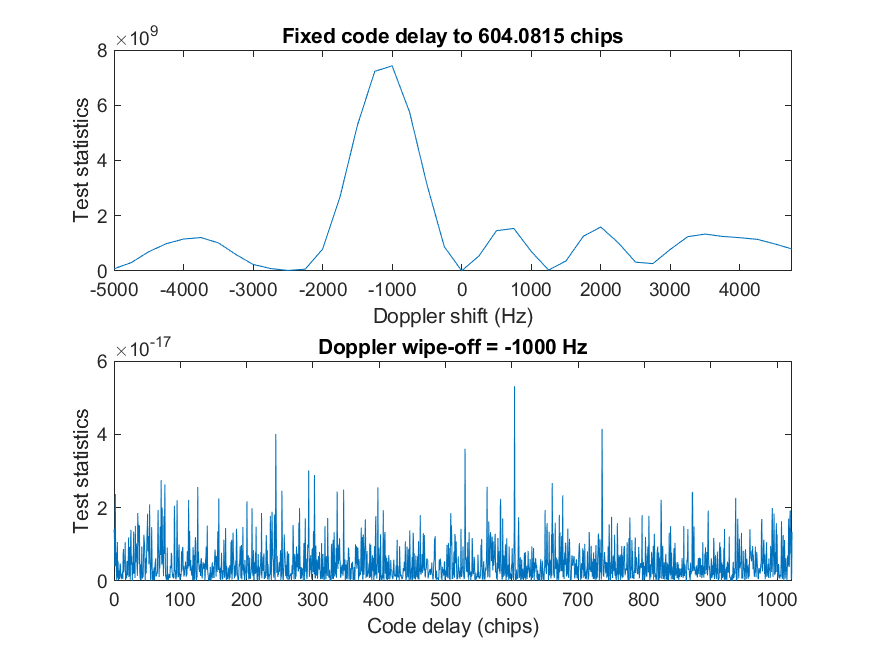 Fixed code delay to 604.0815 chips
×10^9
8
6
4
2
0
Test statistics
-5000 -4000 -3000 -2000 -1000 0 1000 2000 3000 4000
Doppler shift (Hz)
Doppler wipe-off = -1000 Hz
×10^-17
6
4
2
0
Test statistics
0 100 200 300 400 500 600 700 800 900 1000
Code delay (chips)